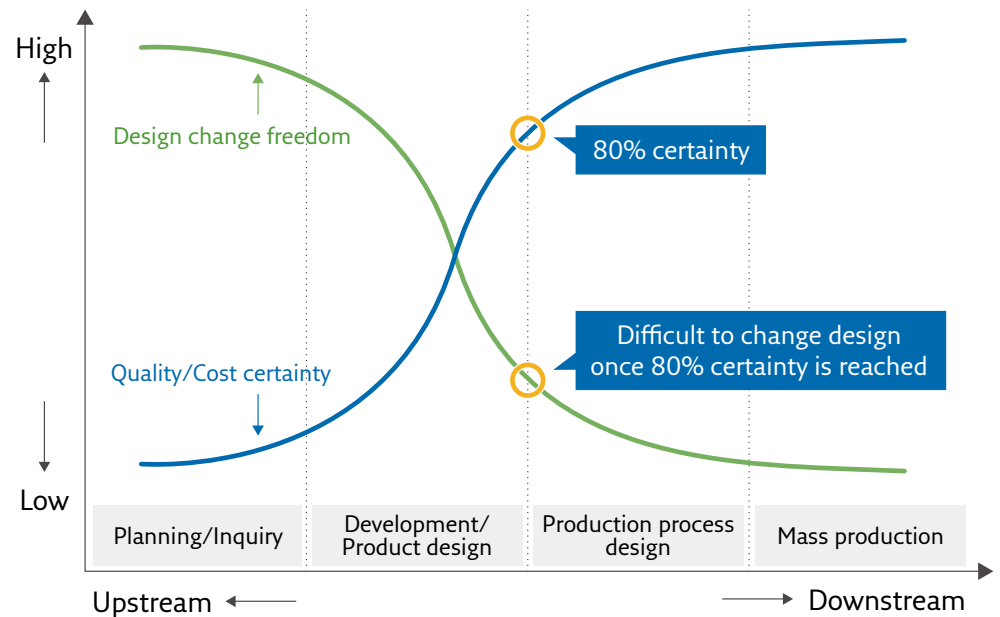 High
Design change freedom
80% certainty
Difficult to change design
once 80% certainty is reached
Quality/Cost certainty
Low
Planning/Inquiry
Development/
Product design
Production process
design
Mass production
Upstream
Downstream